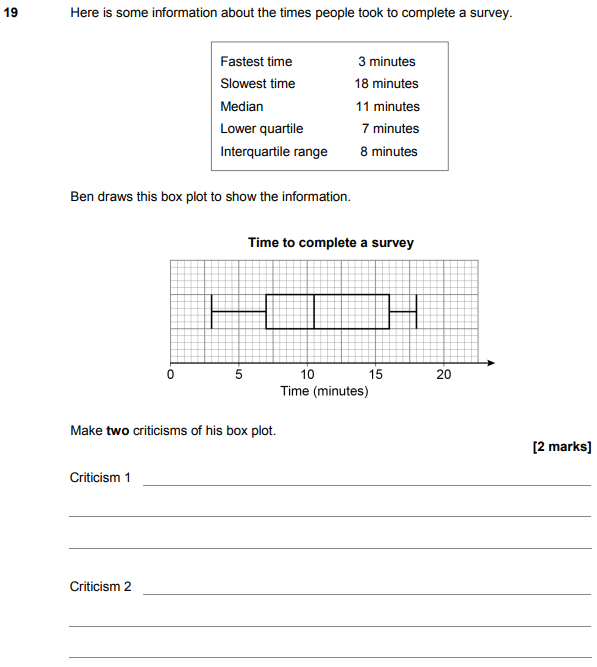 19 Here is some information about the times people took to complete a survey.
Fastest time 3 minutes
Slowest time 18 minutes
Median 11 minutes
Lower quartile 7 minutes
Interquartile range 8 minutes
Ben draws this box plot to show the information.
Time to complete a survey
0 5 10 15 20
Time (minutes)
Make two criticisms of his box plot.
[2 marks]
Criticism 1
Criticism 2